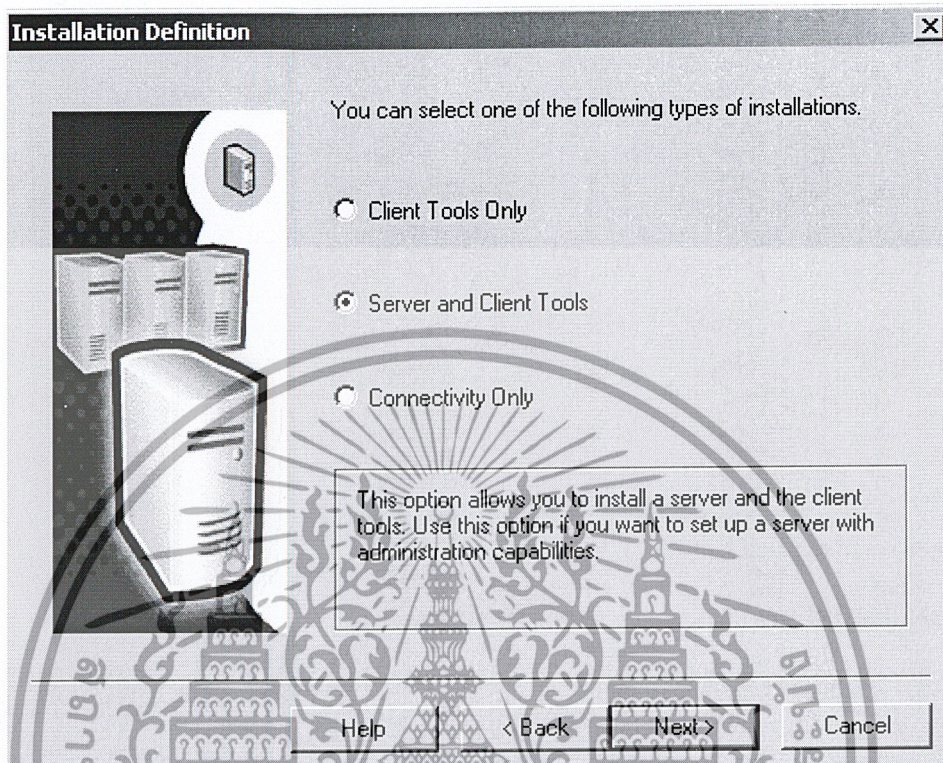 Installation Definition
You can select one of the following types of installations.
Client Tools Only
Server and Client Tools
Connectivity Only
This option allows you to install a server and the client
tools. Use this option if you want to set up a server with
administration capabilities.
Help
< Back
Next >
Cancel